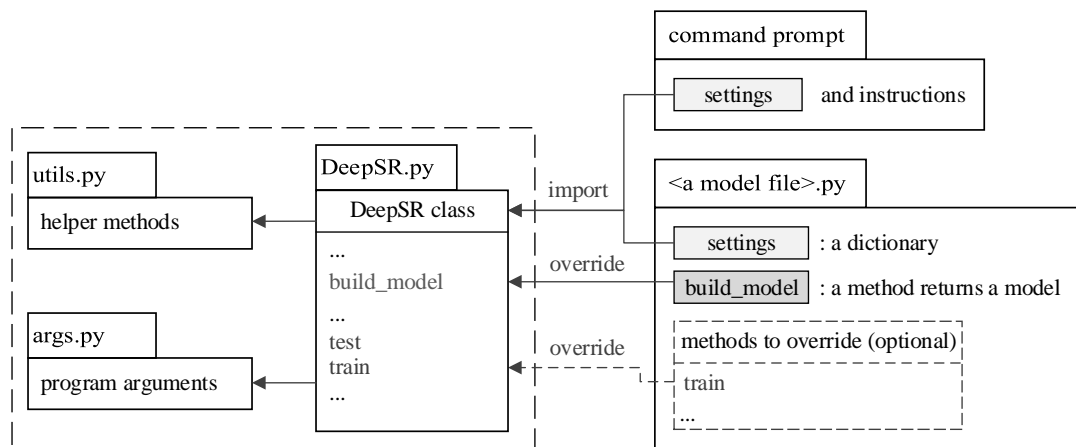 command prompt
settings and instructions
utils.py
helper methods
args.py
program arguments
DeepSR.py
DeepSR class
...
build_model
...
test
train
...
import
override
override
<a model file>.py
settings : a dictionary
build_model : a method returns a model
methods to override (optional)
train
...